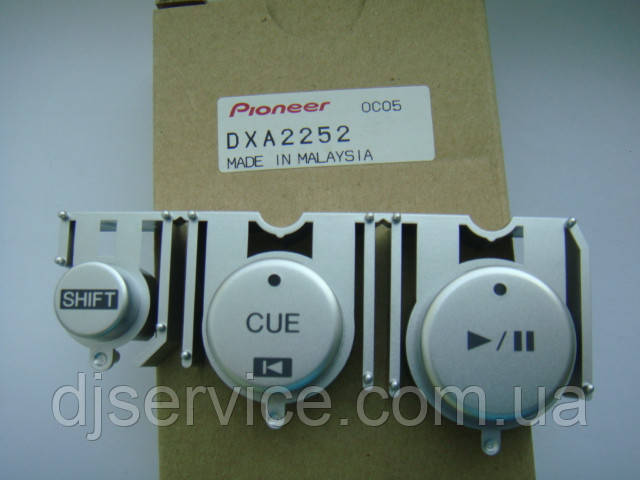 Pioneer 0C05
DXA2252
MADE IN MALAYSIA
SHIFT
CUE
djservice.com.ua